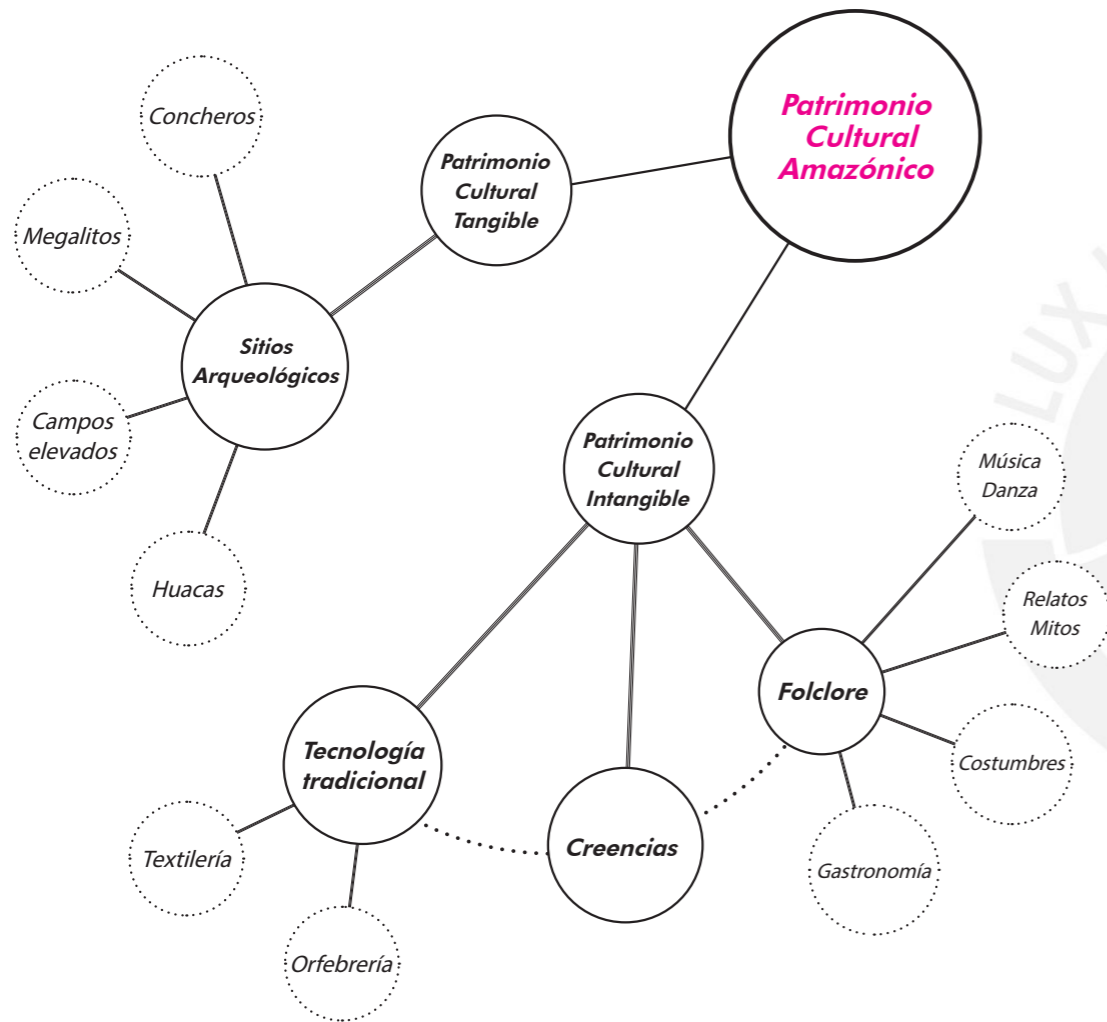 Patrimonio
Cultural
Amazónico
Patrimonio
Cultural
Tangible
Concheros
Megalitos
Sitios
Arqueológicos
Campos
elevados
Huacas
Patrimonio
Cultural
Intangible
Música
Danza
Relatos
Mitos
Folclore
Costumbres
Gastronomía
Tecnología
tradicional
Creencias
Textilería
Orfebrería
LUX